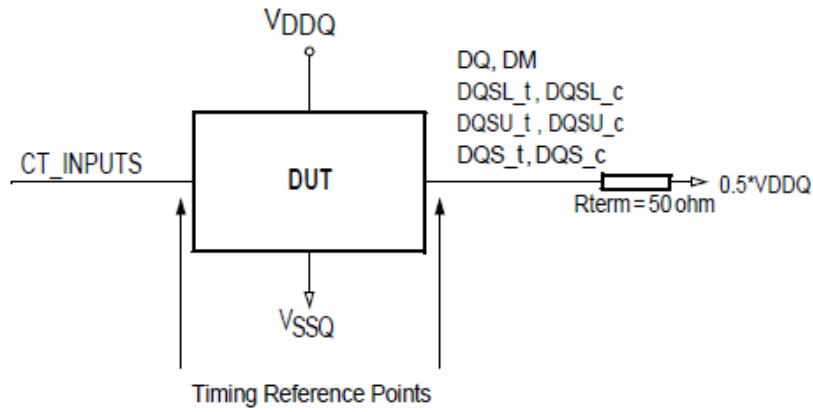 VDDQ
DQ, DM
DQSL_t, DQSL_c
DQSU_t, DQSU_c
DQS_t, DQS_c
CT_INPUTS
DUT
0.5*VDDQ
Rterm = 50 ohm
VSSQ
Timing Reference Points